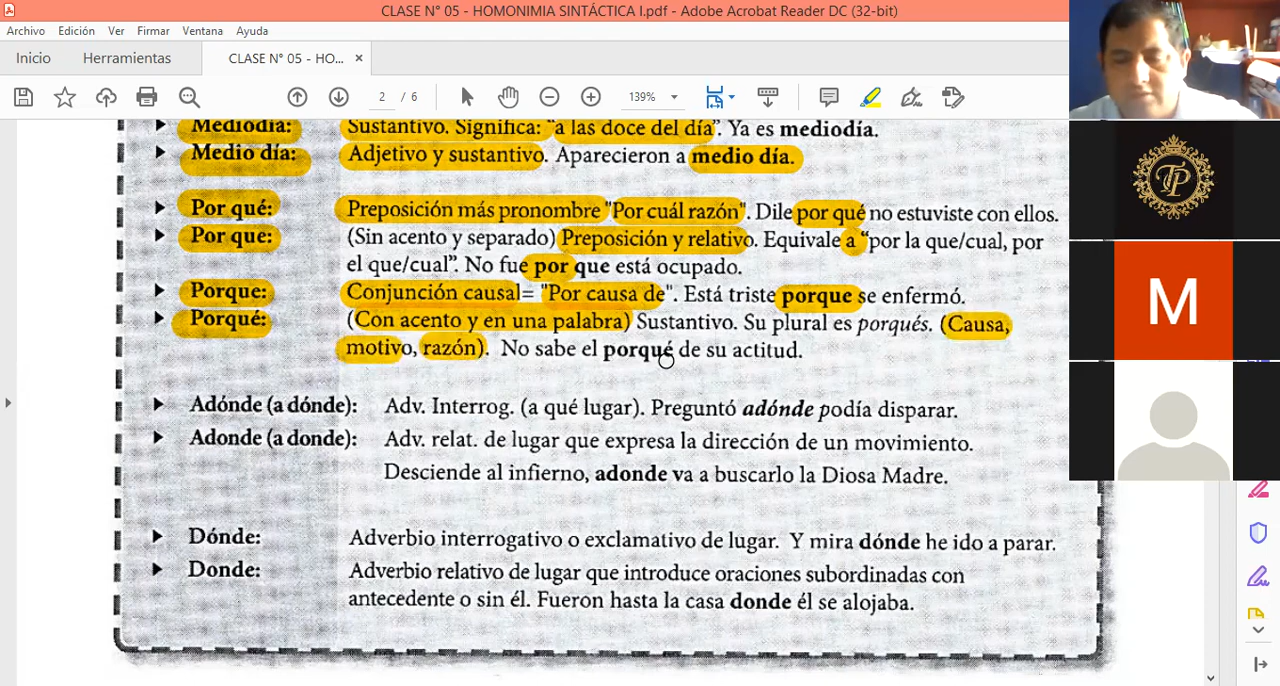 CLASE N° 05 - HOMONIMIA SINTÁCTICA I.pdf - Adobe Acrobat Reader DC (32-bit)
Archivo Edición Ver Firmar Ventana Ayuda
Inicio Herramientas CLASE N° 05 - HO... ×
2 / 6 139%
Mediodía: Sustantivo. Significa: "a las doce del día". Ya es mediodía.
Medio día: Adjetivo y sustantivo. Aparecieron a medio día.
Por qué: Preposición más pronombre "Por cuál razón". Dile por qué no estuviste con ellos.
Por que: (Sin acento y separado) Preposición y relativo. Equivale a "por la que/cual, por
el que/cual". No fue por que está ocupado.
Porque: Conjunción causal= "Por causa de". Está triste porque se enfermó.
Porqué: (Con acento y en una palabra) Sustantivo. Su plural es porqués. (Causa,
motivo, razón). No sabe el porqué de su actitud.
Adónde (a dónde): Adv. Interrog. (a qué lugar). Preguntó adónde podía disparar.
Adonde (a donde): Adv. relat. de lugar que expresa la dirección de un movimiento.
Desciende al infierno, adonde va a buscarlo la Diosa Madre.
Dónde: Adverbio interrogativo o exclamativo de lugar. Y mira dónde he ido a parar.
Donde: Adverbio relativo de lugar que introduce oraciones subordinadas con
antecedente o sin él. Fueron hasta la casa donde él se alojaba.
TP
M